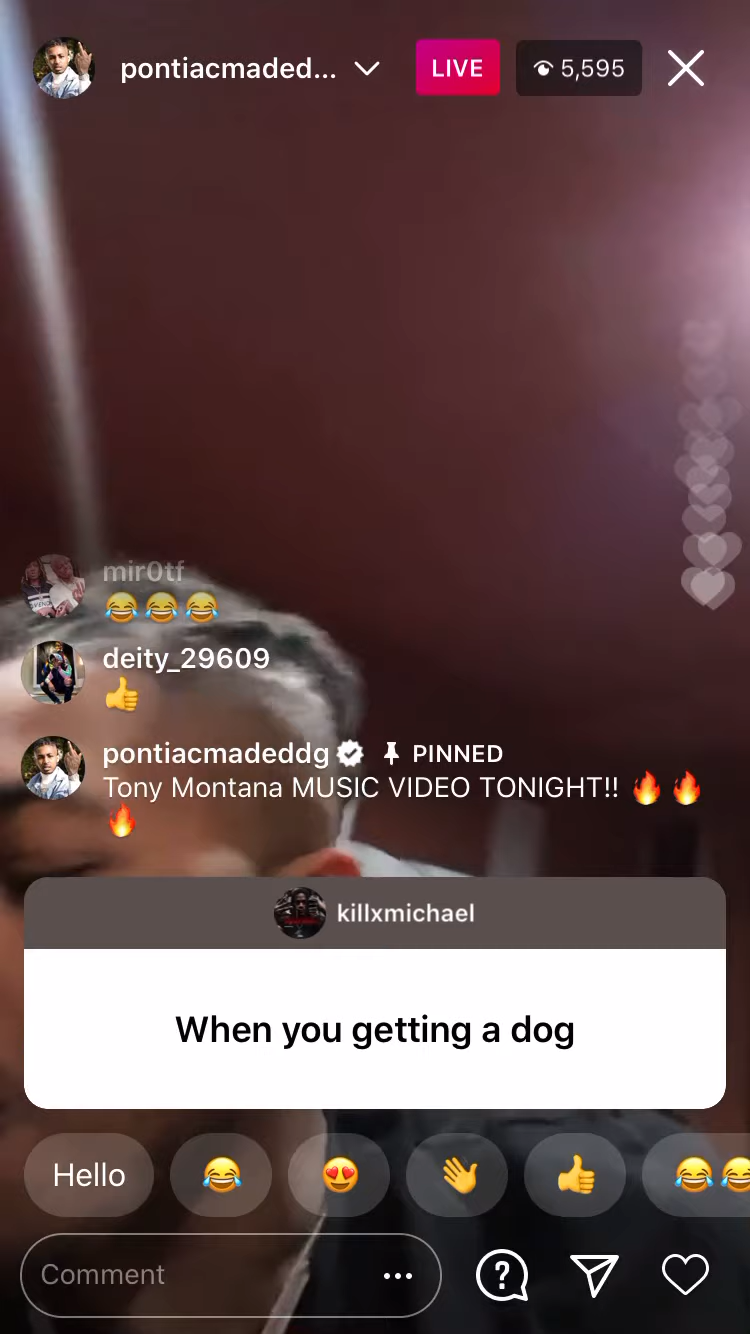 pontiacmaded...
LIVE
5,595
mir0tf
😂😂😂
deity_29609
👍
pontiacmadeddg PINNED
Tony Montana MUSIC VIDEO TONIGHT!! 🔥🔥
🔥
killxmichael
When you getting a dog
Hello 😂 😍 👋 👍 😂😂
Comment